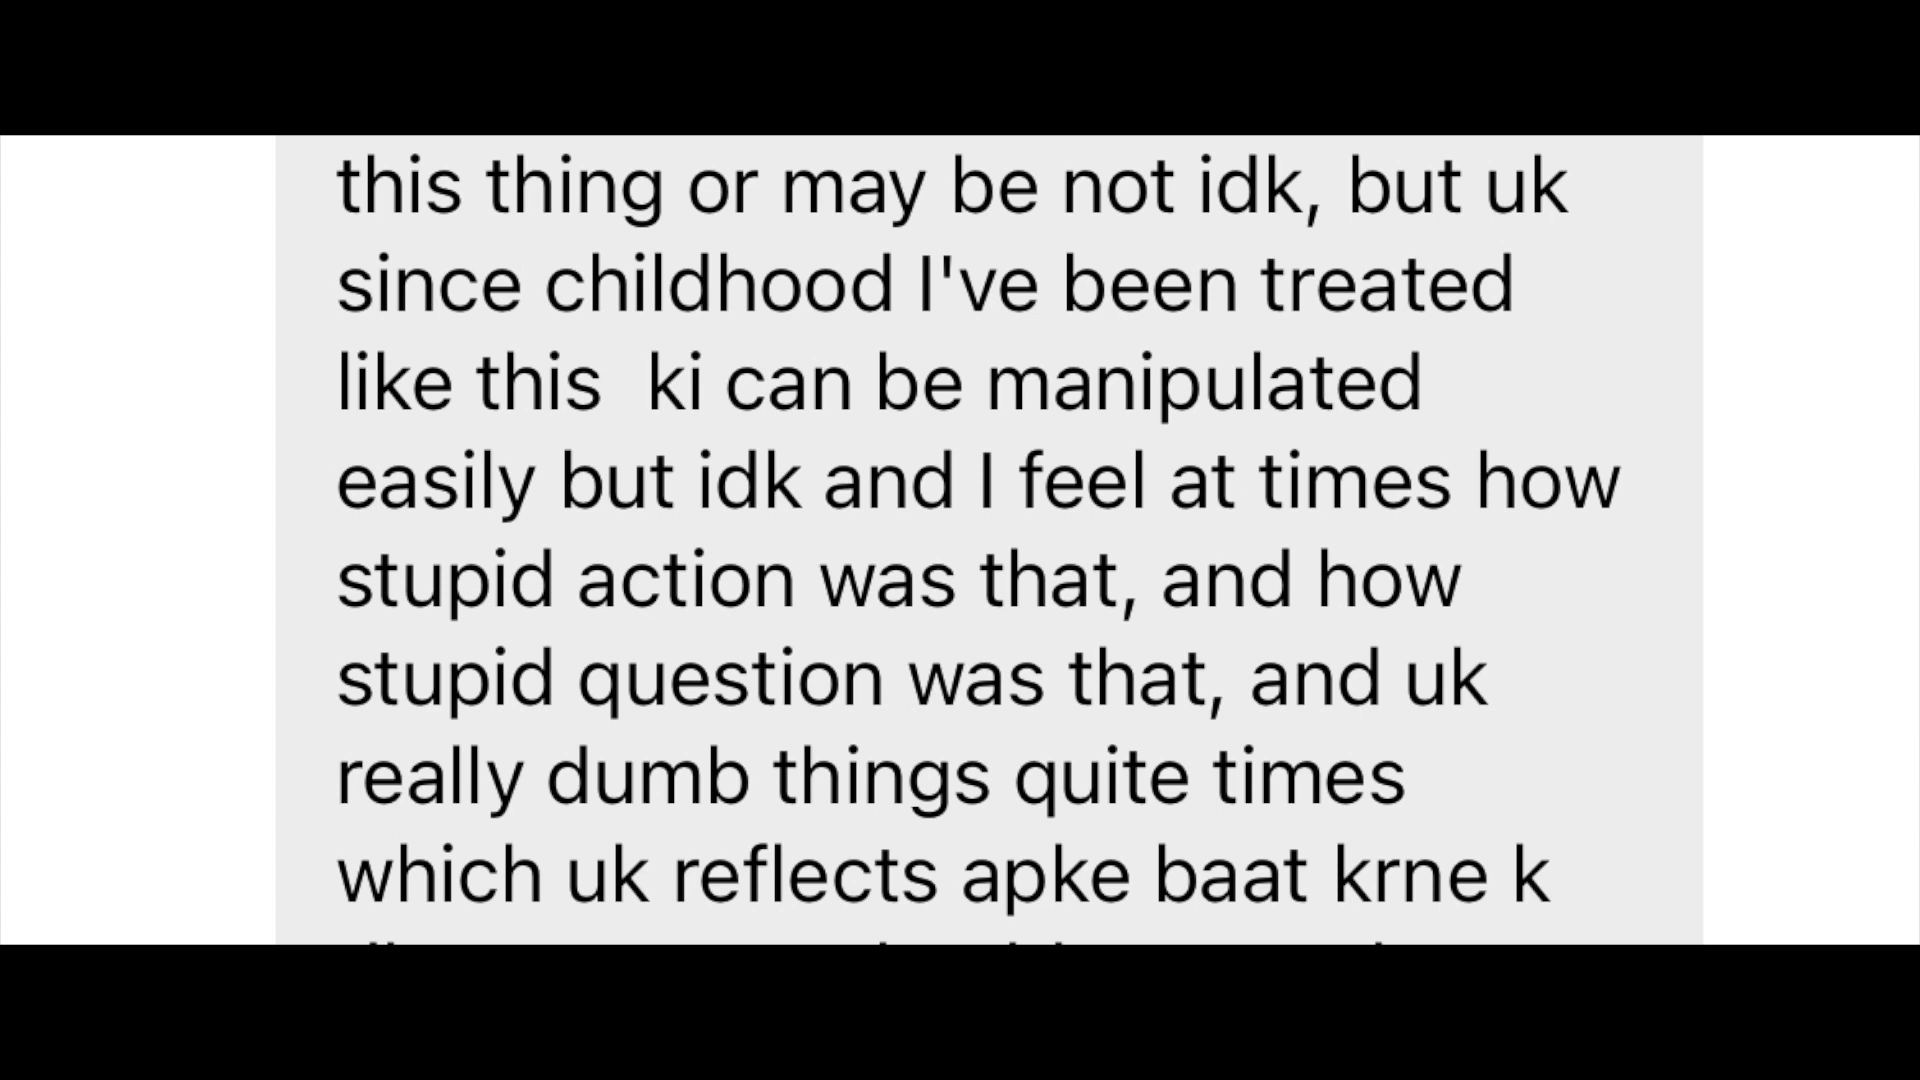 this thing or may be not idk, but uk
since childhood I've been treated
like this  ki can be manipulated
easily but idk and I feel at times how
stupid action was that, and how
stupid question was that, and uk
really dumb things quite times
which uk reflects apke baat krne k